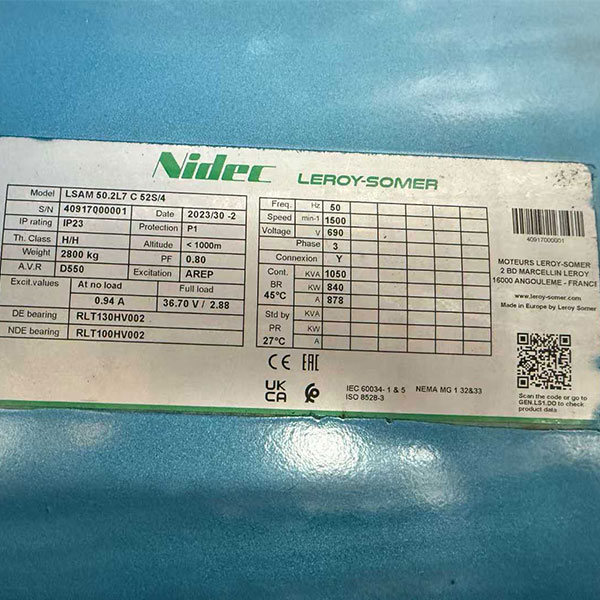 Nidec LEROY-SOMER
Model LSAM 50.2L7 C 52S/4
S/N 40917000001 Date 2023/30 -2
IP rating IP23 Protection P1
Th. Class H/H Altitude < 1000m
Weight 2800 kg PF 0.80
A.V.R D550 Excitation AREP
Excit.values At no load At full load
0.94 A 36.70 V / 2.88
DE bearing RLT130HV002
NDE bearing RLT100HV002
Freq. Hz 50
Speed min-1 1500
Voltage V 690
Phase 3
Connexion Y
Cont. KVA 1050
BR KW 840
45°C A 878
Std by KVA
PR KW
27°C A
CE EAC
UK
CA
IEC 60034- 1 & 5 NEMA MG 1 32&33
ISO 8528-3
40917000001
MOTEURS LEROY-SOMER
2 BD MARCELLIN LEROY
16000 ANGOULEME - FRANCE
www.leroy-somer.com
Made in Europe by Leroy Somer
Scan the code or go to
GEN.LS1.DO to check
product data